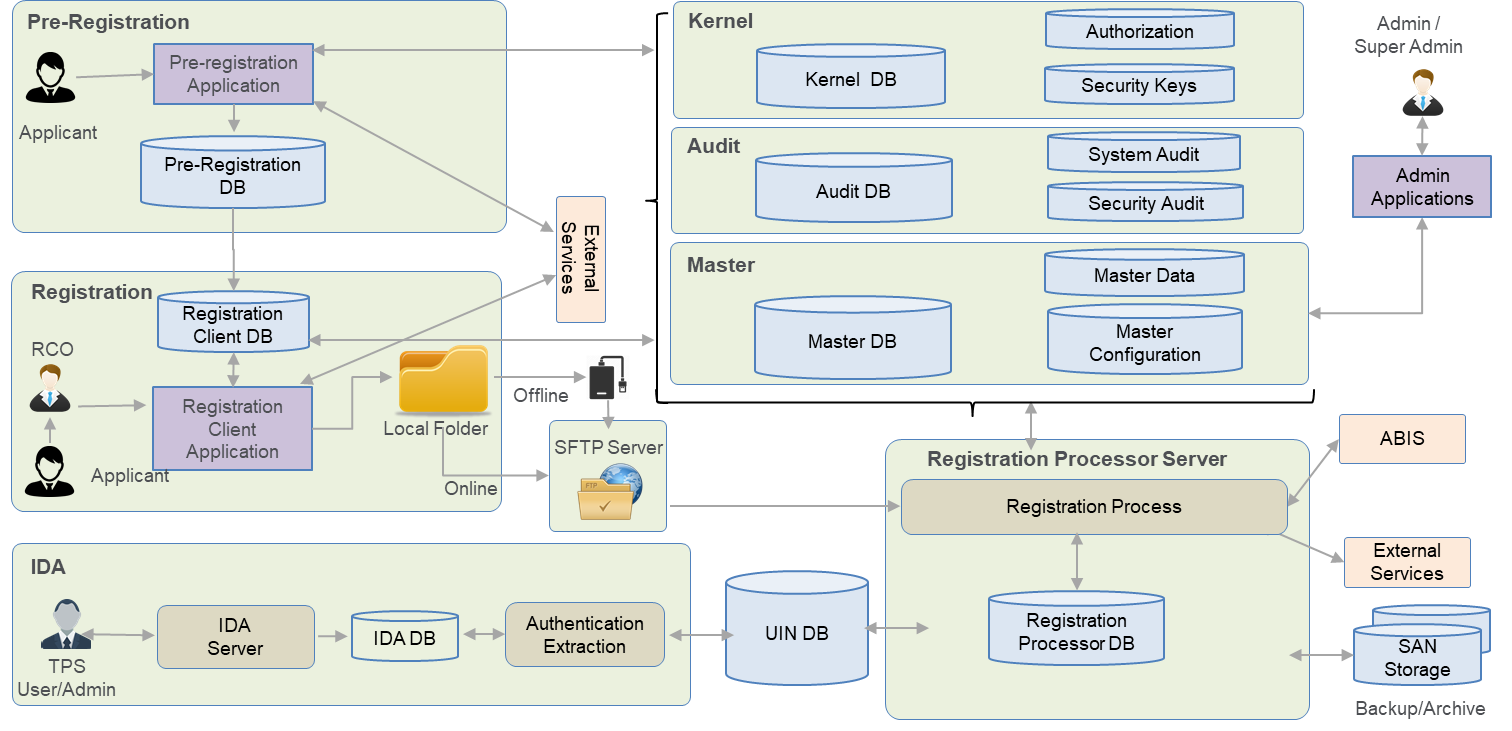 Pre-Registration
Pre-registration
Application
Applicant
Pre-Registration
DB
External
Services
Registration
Registration
Client DB
RCO
Registration
Client
Application
Applicant
Local Folder
Offline
Online
SFTP Server
FTP
Kernel
Kernel DB
Authorization
Security Keys
Audit
Audit DB
System Audit
Security Audit
Master
Master DB
Master Data
Master
Configuration
Admin /
Super Admin
Admin
Applications
Registration Processor Server
Registration Process
Registration
Processor DB
ABIS
External
Services
SAN
Storage
Backup/Archive
IDA
TPS
User/Admin
IDA
Server
IDA DB
Authentication
Extraction
UIN DB